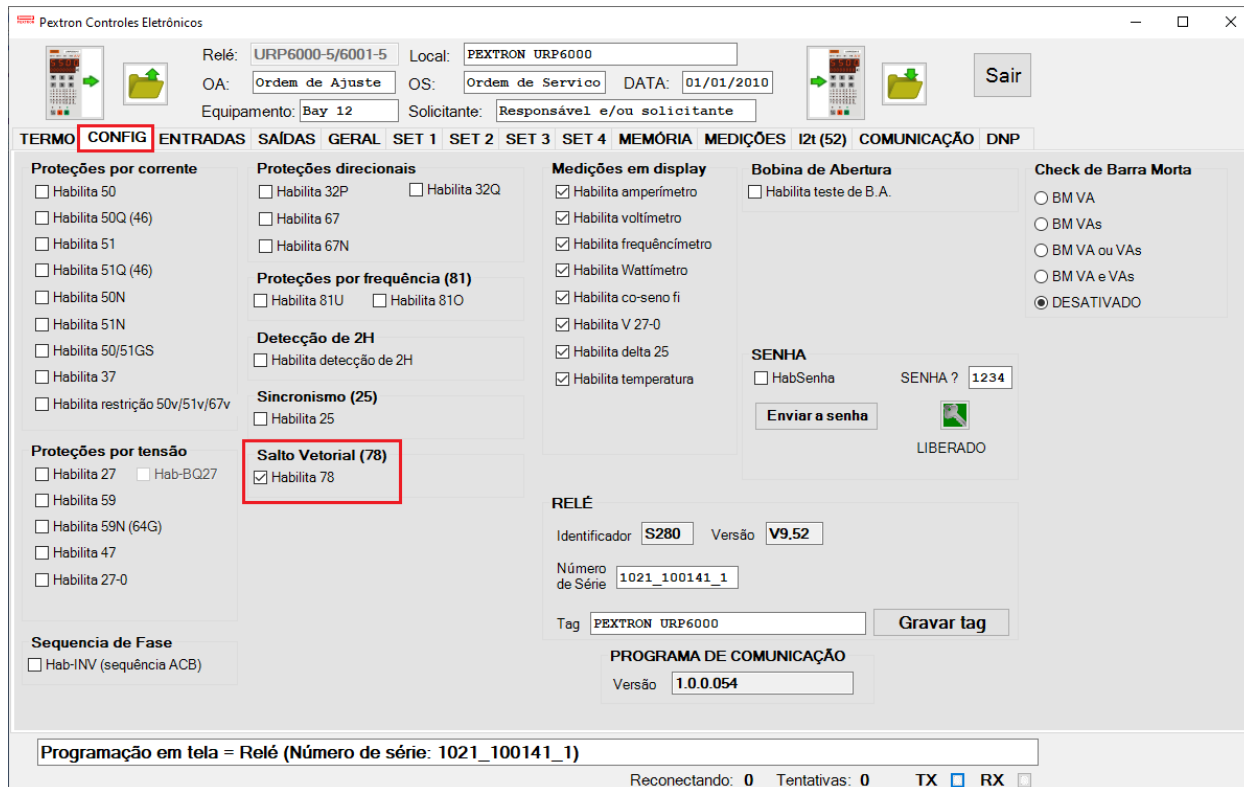 Pextron Controles Eletrônicos
Relé: URP6000-5/6001-5 Local: PEXTRON URP6000
OA: Ordem de Ajuste OS: Ordem de Servico DATA: 01/01/2010
Equipamento: Bay 12 Solicitante: Responsável e/ou solicitante
Sair
TERMO CONFIG ENTRADAS SAÍDAS GERAL SET 1 SET 2 SET 3 SET 4 MEMÓRIA MEDIÇÕES I2t (52) COMUNICAÇÃO DNP
Proteções por corrente
Habilita 50
Habilita 50Q (46)
Habilita 51
Habilita 51Q (46)
Habilita 50N
Habilita 51N
Habilita 50/51GS
Habilita 37
Habilita restrição 50v/51v/67v
Proteções por tensão
Habilita 27 Hab-BQ27
Habilita 59
Habilita 59N (64G)
Habilita 47
Habilita 27-0
Sequencia de Fase
Hab-INV (sequência ACB)
Proteções direcionais
Habilita 32P Habilita 32Q
Habilita 67
Habilita 67N
Proteções por frequência (81)
Habilita 81U Habilita 81O
Detecção de 2H
Habilita detecção de 2H
Sincronismo (25)
Habilita 25
Salto Vetorial (78)
Habilita 78
Medições em display
Habilita amperímetro
Habilita voltímetro
Habilita frequêncímetro
Habilita Wattímetro
Habilita co-seno fi
Habilita V 27-0
Habilita delta 25
Habilita temperatura
Bobina de Abertura
Habilita teste de B.A.
SENHA
HabSenha SENHA ? 1234
Enviar a senha
LIBERADO
Check de Barra Morta
BM VA
BM VAs
BM VA ou VAs
BM VA e VAs
DESATIVADO
RELÉ
Identificador S280 Versão V9.52
Número
de Série 1021_100141_1
Tag PEXTRON URP6000 Gravar tag
PROGRAMA DE COMUNICAÇÃO
Versão 1.0.0.054
Programação em tela = Relé (Número de série: 1021_100141_1)
Reconectando: 0 Tentativas: 0 TX RX